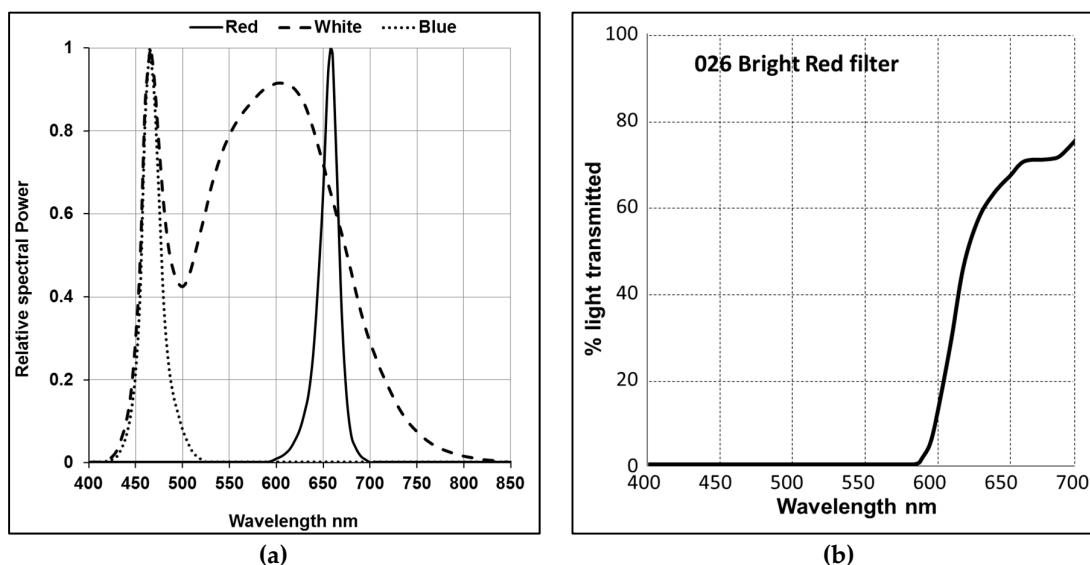 Red White Blue
1
0.8
0.6
0.4
0.2
0
Relative spectral Power
400 450 500 550 600 650 700 750 800 850
Wavelength nm
(a)
026 Bright Red filter
100
80
60
40
20
0
% light transmitted
400 450 500 550 600 650 700
Wavelength nm
(b)